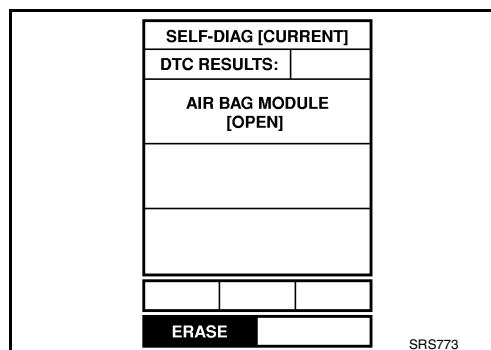 SELF-DIAG [CURRENT]
DTC RESULTS:
AIR BAG MODULE
[OPEN]
ERASE
SRS773